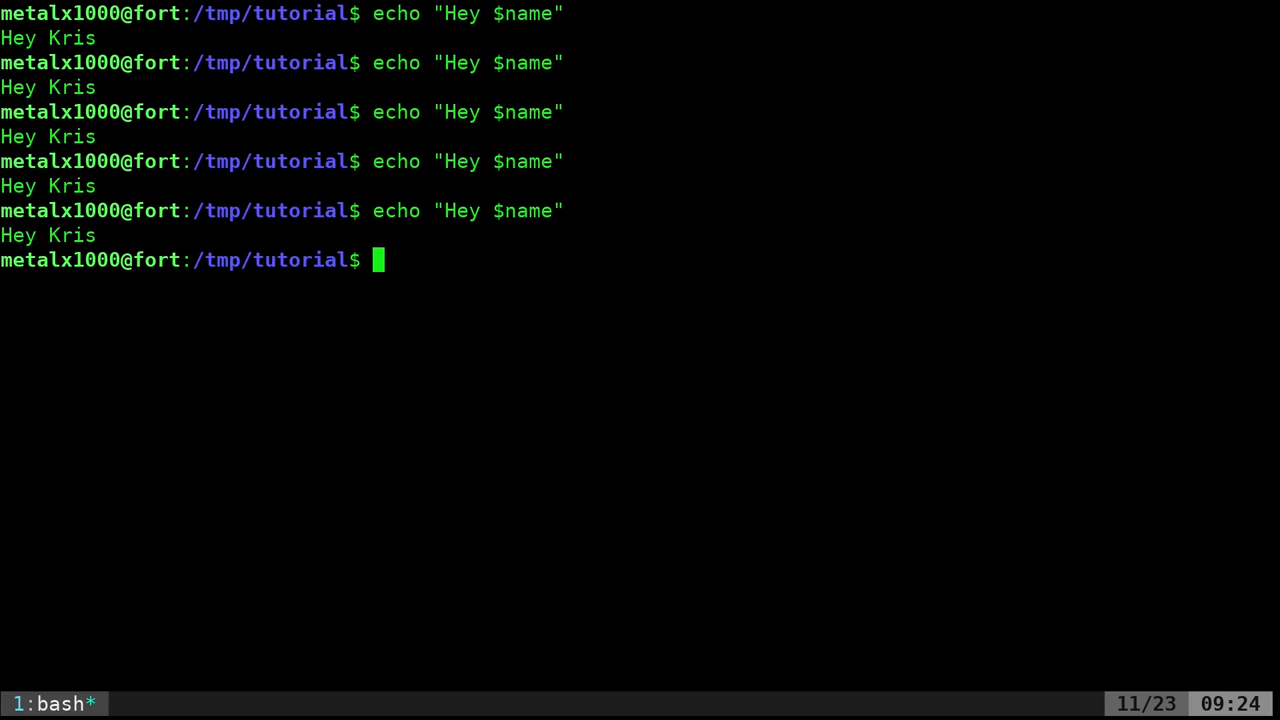 metalx1000@fort:/tmp/tutorial$ echo "Hey $name"
Hey Kris
metalx1000@fort:/tmp/tutorial$ echo "Hey $name"
Hey Kris
metalx1000@fort:/tmp/tutorial$ echo "Hey $name"
Hey Kris
metalx1000@fort:/tmp/tutorial$ echo "Hey $name"
Hey Kris
metalx1000@fort:/tmp/tutorial$ echo "Hey $name"
Hey Kris
metalx1000@fort:/tmp/tutorial$
1:bash* 11/23 09:24